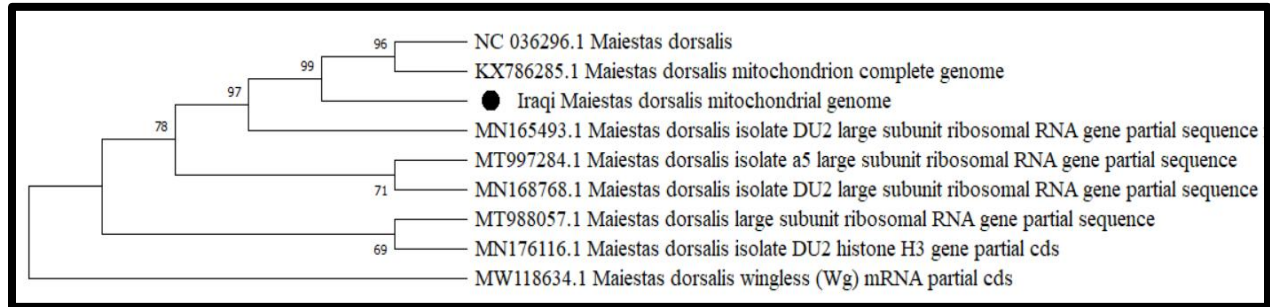 96
NC 036296.1 Maiestas dorsalis
KX786285.1 Maiestas dorsalis mitochondrion complete genome
99
Iraqi Maiestas dorsalis mitochondrial genome
97
MN165493.1 Maiestas dorsalis isolate DU2 large subunit ribosomal RNA gene partial sequence
78
MT997284.1 Maiestas dorsalis isolate a5 large subunit ribosomal RNA gene partial sequence
71
MN168768.1 Maiestas dorsalis isolate DU2 large subunit ribosomal RNA gene partial sequence
MT988057.1 Maiestas dorsalis large subunit ribosomal RNA gene partial sequence
69
MN176116.1 Maiestas dorsalis isolate DU2 histone H3 gene partial cds
MW118634.1 Maiestas dorsalis wingless (Wg) mRNA partial cds